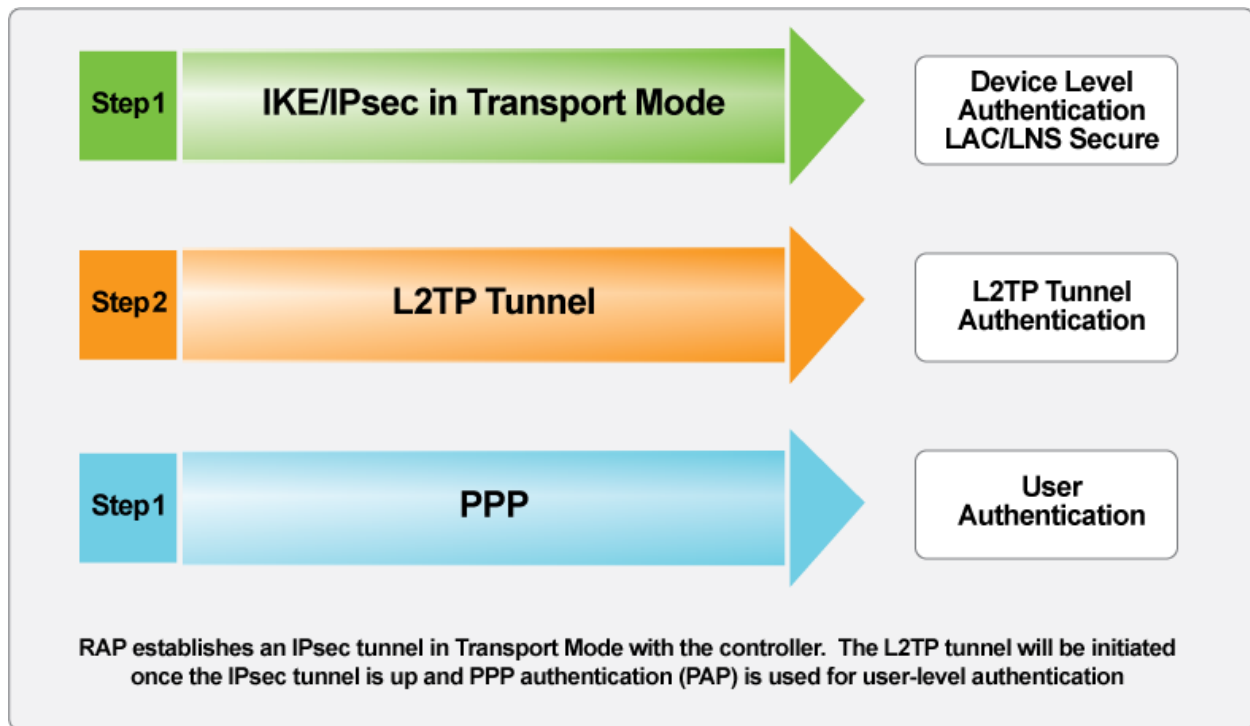 Step1
IKE/IPsec in Transport Mode
Device Level
Authentication
LAC/LNS Secure
Step2
L2TP Tunnel
L2TP Tunnel
Authentication
Step1
PPP
User
Authentication
RAP establishes an IPsec tunnel in Transport Mode with the controller.  The L2TP tunnel will be initiated
once the IPsec tunnel is up and PPP authentication (PAP) is used for user-level authentication